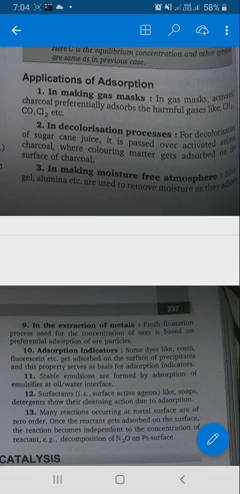 7:04
58%
Here C is the equilibrium concentration and other
are same as in previous case.
Applications of Adsorption
1. In making gas masks : In gas masks,
charcoal preferentially adsorbs the harmful gases like,
CO, Cl₂ etc.
2. In decolorisation processes : For decolorisation
of sugar cane juice, it is passed over activated
charcoal, where colouring matter gets adsorbed on
surface of charcoal.
3. In making moisture free atmosphere :
gel, alumina etc. are used to remove moisture as they
237
9. In the extraction of metals : Froth floatation
process used for the concentration of ores is based on
preferential adsorption of ore particles.
10. Adsorption indicators : Some dyes like, eosin,
fluorescein etc. get adsorbed on the surface of precipitates
and this property serves as basis for adsorption indicators.
11. Stable emulsions are formed by adsorption of
emulsifier at oil/water interface.
12. Surfactants (i.e., surface active agents) like, soaps,
detergents show their cleansing action due to adsorption.
13. Many reactions occurring at metal surface are of
zero order. Once the reactant gets adsorbed on the surface,
the reaction becomes independent to the concentration of
reactant, e.g., decomposition of N₂O on Pt-surface.
CATALYSIS